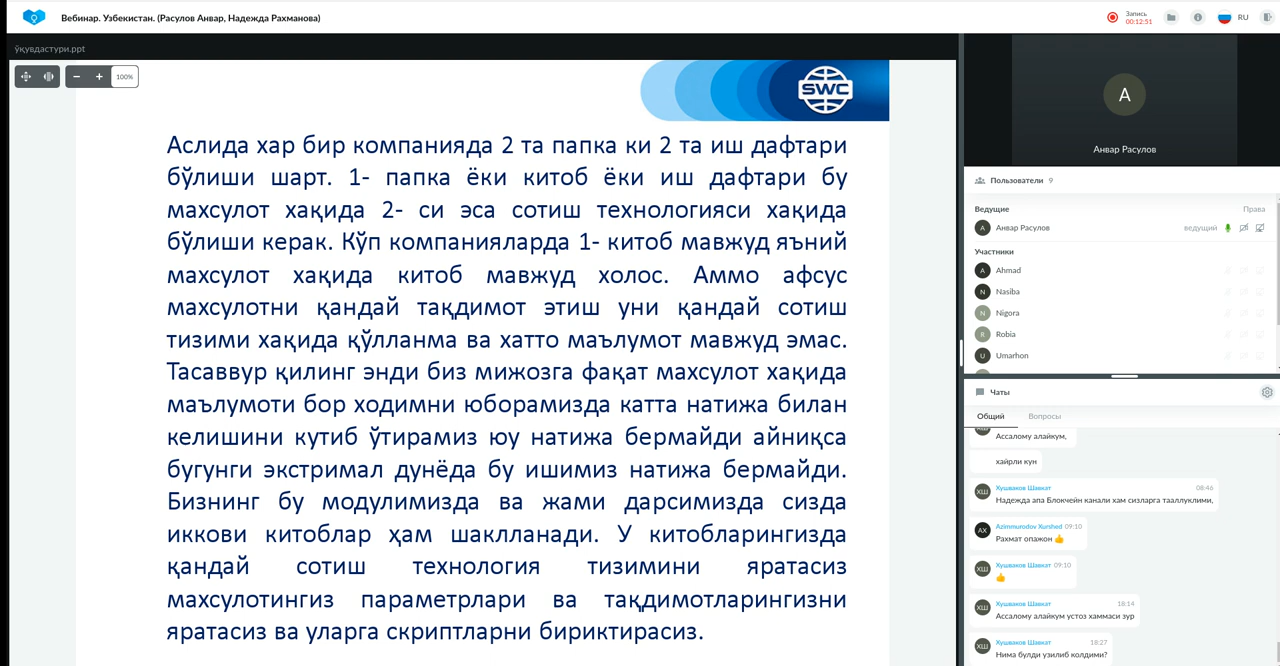 Вебинар. Узбекистан. (Расулов Анвар, Надежда Рахманова)
Запись
00:12:51
RU
ўқувдастури.ppt
100%
SWC
Аслида хар бир компанияда 2 та папка ки 2 та иш дафтари
бўлиши шарт. 1- папка ёки китоб ёки иш дафтари бу
махсулот хақида 2- си эса сотиш технологияси хақида
бўлиши керак. Кўп компанияларда 1- китоб мавжуд яъний
махсулот хақида китоб мавжуд холос. Аммо афсус
махсулотни қандай тақдимот этиш уни қандай сотиш
тизими хақида қўлланма ва хатто маълумот мавжуд эмас.
Тасаввур қилинг энди биз мижозга фақат махсулот хақида
маълумоти бор ходимни юборамизда катта натижа билан
келишини кутиб ўтирамиз юу натижа бермайди айниқса
бугунги экстримал дунёда бу ишимиз натижа бермайди.
Бизнинг бу модулимизда ва жами дарсимизда сизда
иккови китоблар ҳам шаклланади. У китобларингизда
қандай сотиш технология тизимини яратасиз
махсулотингиз параметрлари ва тақдимотларингизни
яратасиз ва уларга скриптларни бириктирасиз.
A
Анвар Расулов
Пользователи 9
Ведущие Права
A Анвар Расулов ведущий
Участники
A Ahmad
N Nasiba
N Nigora
R Robia
U Umarhon
Чаты
Общий Вопросы
Ассалому алайкум,
хайрли кун
ХШ Хушваков Шавкат 08:46
Надежда апа Блокчейн канали хам сизларга тааллуклими,
AX Azimmurodov Xurshed 09:10
Рахмат опажон 👍
ХШ Хушваков Шавкат 09:10
👍
ХШ Хушваков Шавкат 18:14
Ассалому алайкум устоз хаммаси зур
ХШ Хушваков Шавкат 18:27
Нима булди узилиб колдими?